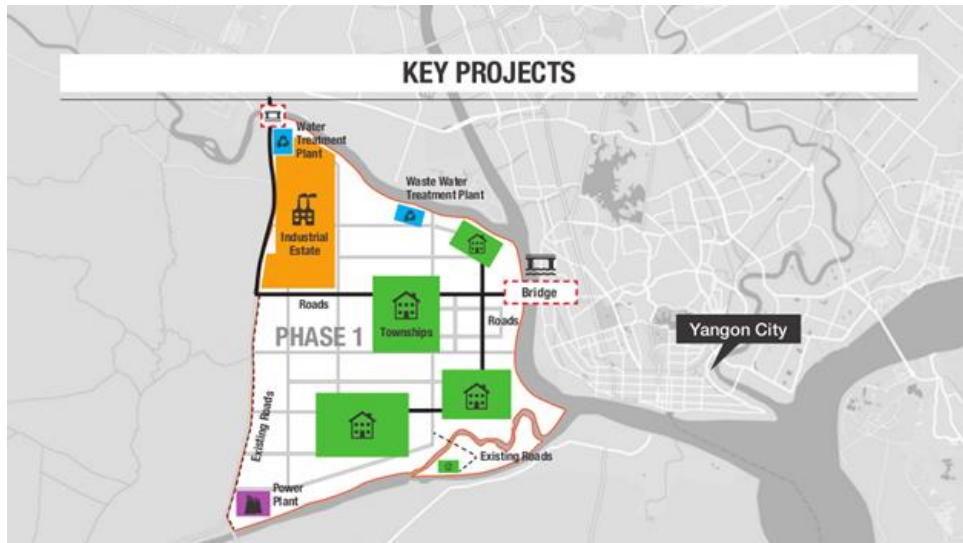 KEY PROJECTS
Water
Treatment
Plant
Waste Water
Treatment Plant
Industrial
Estate
Bridge
Roads
Roads
Townships
PHASE 1
Yangon City
Existing Roads
Existing Roads
Power
Plant